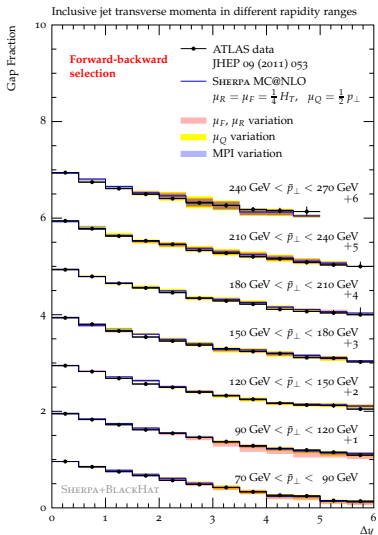 Inclusive jet transverse momenta in different rapidity ranges
Gap Fraction
10
8
6
4
2
0
Forward-backward
selection
ATLAS data
JHEP 09 (2011) 053
SHERPA MC@NLO
μR = μF = 1/4 HT, μQ = 1/2 p⊥
μF, μR variation
μQ variation
MPI variation
240 GeV < p̄⊥ < 270 GeV
+6
210 GeV < p̄⊥ < 240 GeV
+5
180 GeV < p̄⊥ < 210 GeV
+4
150 GeV < p̄⊥ < 180 GeV
+3
120 GeV < p̄⊥ < 150 GeV
+2
90 GeV < p̄⊥ < 120 GeV
+1
70 GeV < p̄⊥ < 90 GeV
SHERPA+BLACKHAT
0 1 2 3 4 5 6
Δy